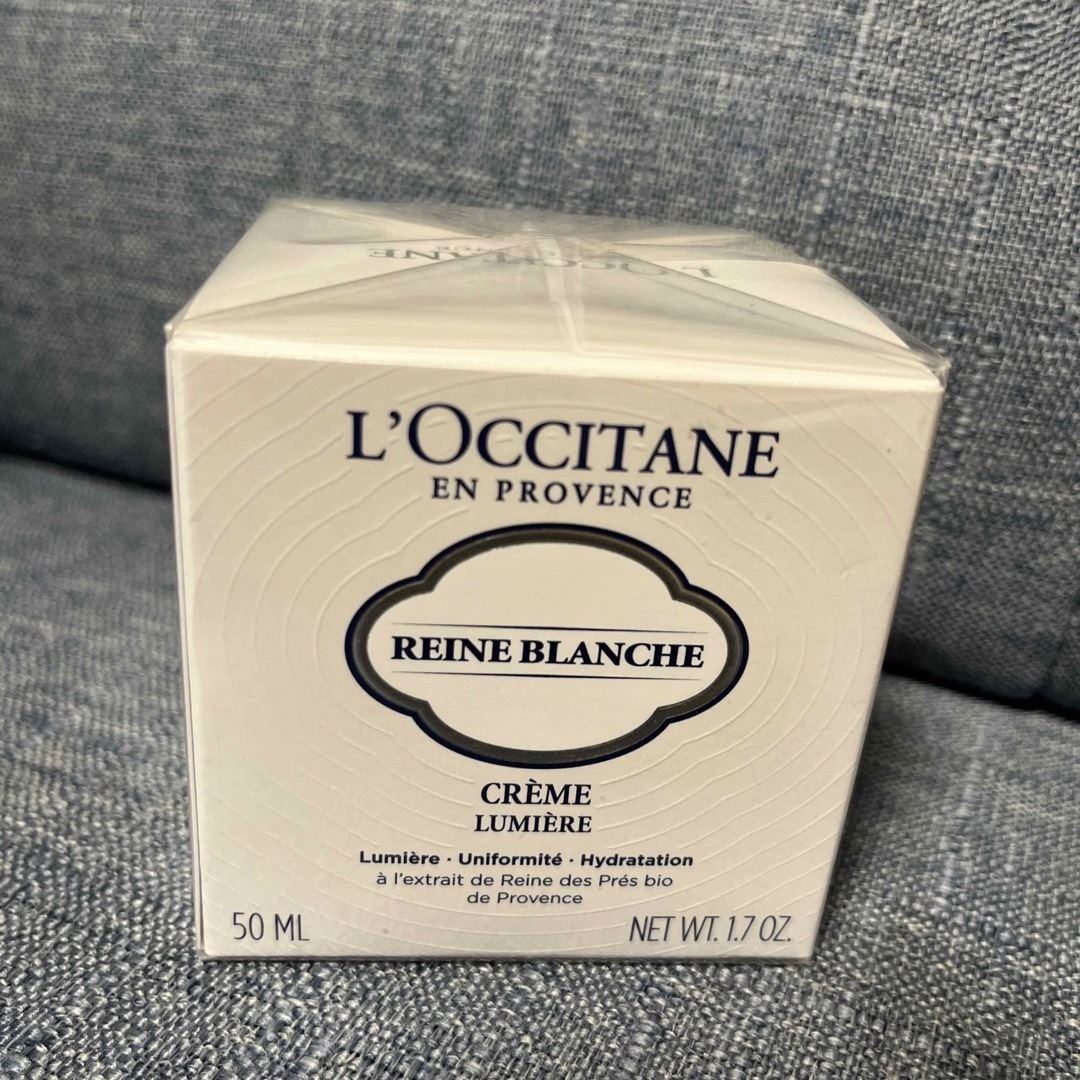 L'OCCITANE
L'OCCITANE
EN PROVENCE
REINE BLANCHE
CRÈME
LUMIÈRE
Lumière · Uniformité · Hydratation
à l'extrait de Reine des Prés bio
de Provence
50 ML NET WT. 1.7 OZ.